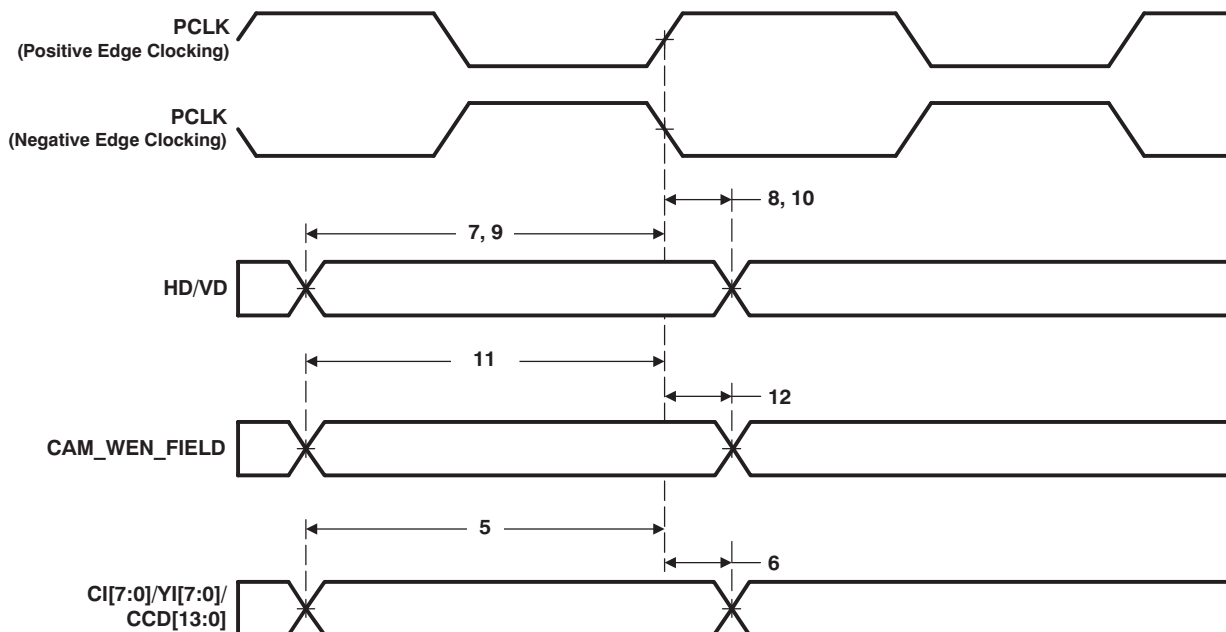 PCLK
(Positive Edge Clocking)
PCLK
(Negative Edge Clocking)
8, 10
7, 9
HD/VD
11
12
CAM_WEN_FIELD
5
6
CI[7:0]/YI[7:0]/
CCD[13:0]